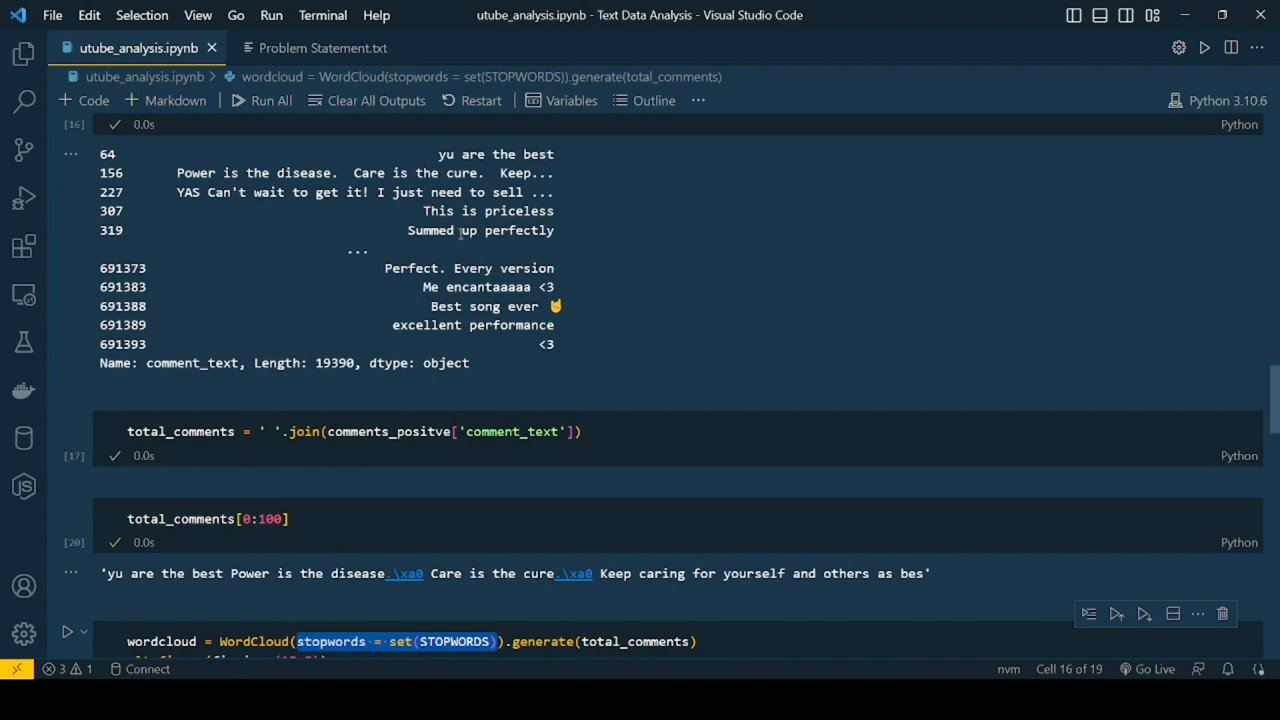 File Edit Selection View Go Run Terminal Help utube_analysis.ipynb - Text Data Analysis - Visual Studio Code
utube_analysis.ipynb Problem Statement.txt
utube_analysis.ipynb > wordcloud = WordCloud(stopwords = set(STOPWORDS)).generate(total_comments)
+ Code + Markdown Run All Clear All Outputs Restart Variables Outline ... Python 3.10.6
[16] 0.0s Python
... 64 yu are the best
156 Power is the disease.  Care is the cure.  Keep...
227 YAS Can't wait to get it! I just need to sell ...
307 This is priceless
319 Summed up perfectly
...
691373 Perfect. Every version
691383 Me encantaaaaa <3
691388 Best song ever 🤘
691389 excellent performance
691393 <3
Name: comment_text, Length: 19390, dtype: object
total_comments = ' '.join(comments_positve['comment_text'])
[17] 0.0s Python
total_comments[0:100]
[20] 0.0s Python
... 'yu are the best Power is the disease.\xa0 Care is the cure.\xa0 Keep caring for yourself and others as bes'
wordcloud = WordCloud(stopwords = set(STOPWORDS)).generate(total_comments)
3 1 Connect nvm Cell 16 of 19 Go Live